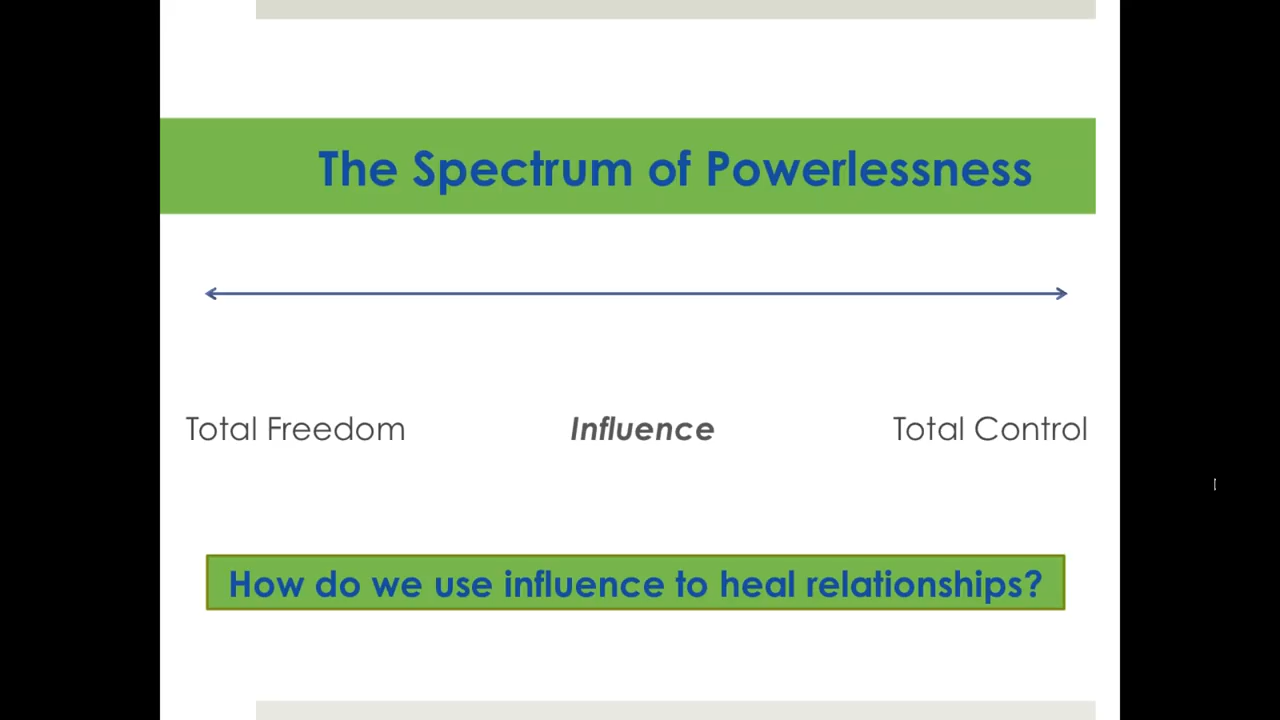 The Spectrum of Powerlessness
Total Freedom Influence Total Control
How do we use influence to heal relationships?